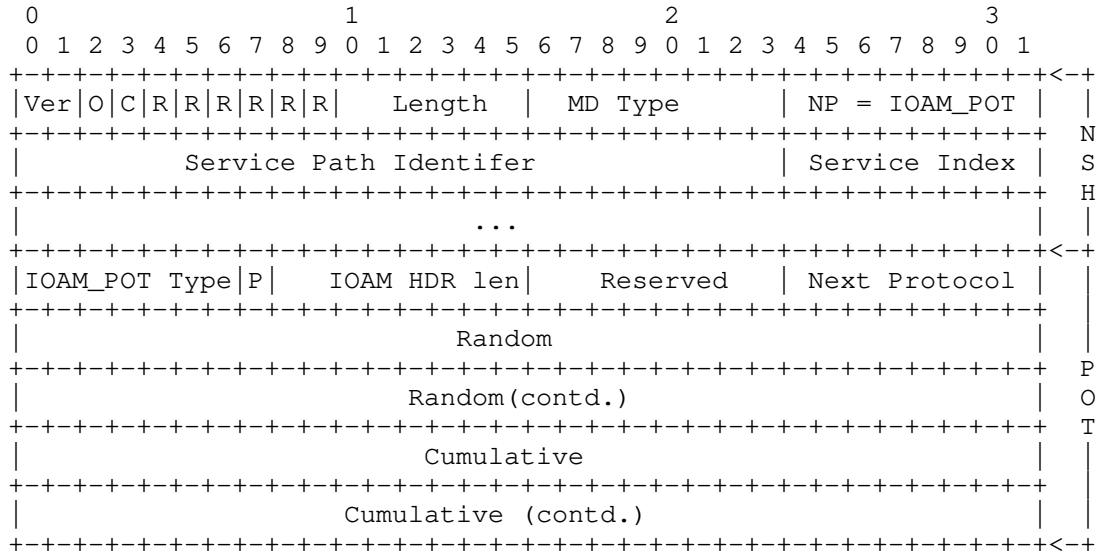 0                   1                   2                   3
 0 1 2 3 4 5 6 7 8 9 0 1 2 3 4 5 6 7 8 9 0 1 2 3 4 5 6 7 8 9 0 1
+-+-+-+-+-+-+-+-+-+-+-+-+-+-+-+-+-+-+-+-+-+-+-+-+-+-+-+-+-+-+-+-+<-+
|Ver|O|C|R|R|R|R|R|R|   Length  |  MD Type      | NP = IOAM_POT |  |
+-+-+-+-+-+-+-+-+-+-+-+-+-+-+-+-+-+-+-+-+-+-+-+-+-+-+-+-+-+-+-+-+  N
|          Service Path Identifer               | Service Index |  S
+-+-+-+-+-+-+-+-+-+-+-+-+-+-+-+-+-+-+-+-+-+-+-+-+-+-+-+-+-+-+-+-+  H
|                            ...                                |  |
+-+-+-+-+-+-+-+-+-+-+-+-+-+-+-+-+-+-+-+-+-+-+-+-+-+-+-+-+-+-+-+-+<-+
|IOAM_POT Type|P|   IOAM HDR len|    Reserved   | Next Protocol |  |
+-+-+-+-+-+-+-+-+-+-+-+-+-+-+-+-+-+-+-+-+-+-+-+-+-+-+-+-+-+-+-+-+  |
|                           Random                              |  |
+-+-+-+-+-+-+-+-+-+-+-+-+-+-+-+-+-+-+-+-+-+-+-+-+-+-+-+-+-+-+-+-+  P
|                        Random(contd.)                         |  O
+-+-+-+-+-+-+-+-+-+-+-+-+-+-+-+-+-+-+-+-+-+-+-+-+-+-+-+-+-+-+-+-+  T
|                         Cumulative                            |  |
+-+-+-+-+-+-+-+-+-+-+-+-+-+-+-+-+-+-+-+-+-+-+-+-+-+-+-+-+-+-+-+-+  |
|                    Cumulative (contd.)                        |  |
+-+-+-+-+-+-+-+-+-+-+-+-+-+-+-+-+-+-+-+-+-+-+-+-+-+-+-+-+-+-+-+-+<-+